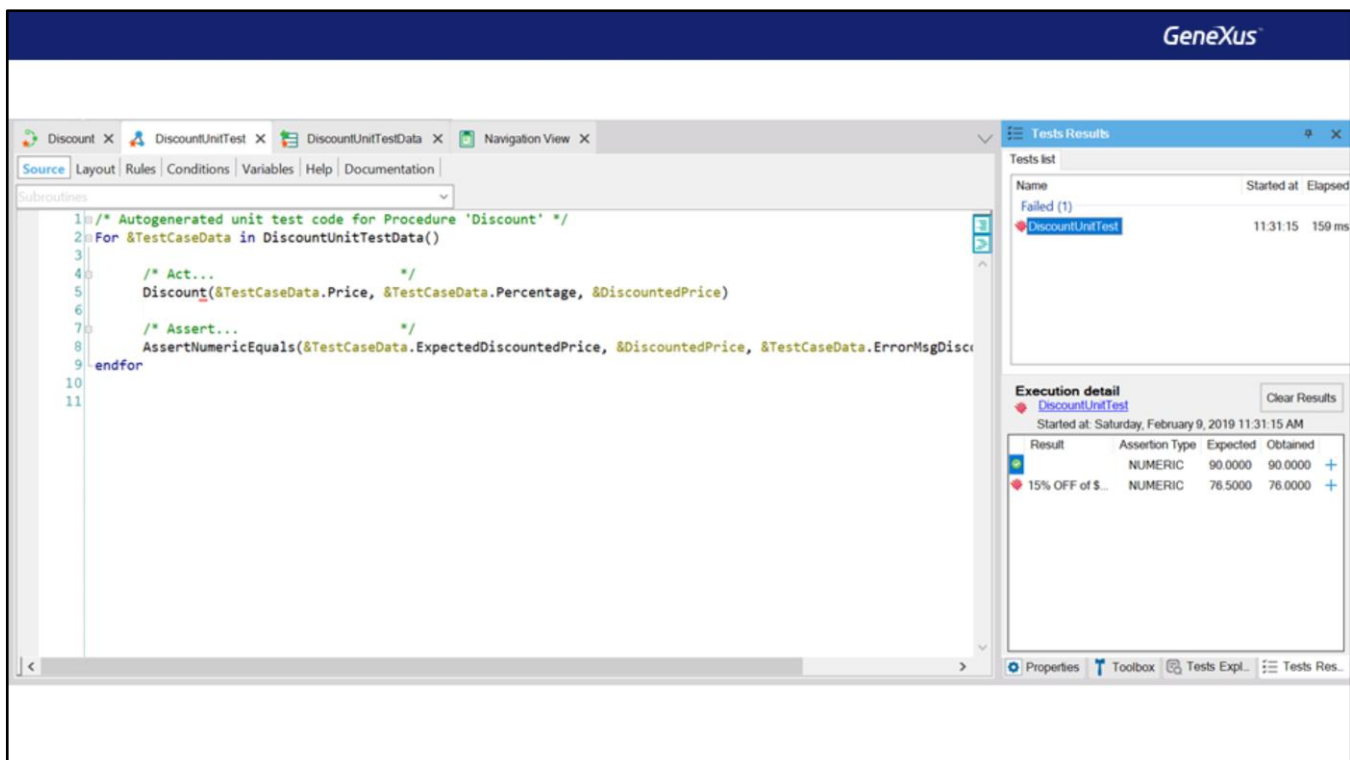 GeneXus™
Discount X DiscountUnitTest X DiscountUnitTestData X Navigation View X
Source Layout Rules Conditions Variables Help Documentation
Subroutines
1 /* Autogenerated unit test code for Procedure 'Discount' */
2 For &TestCaseData in DiscountUnitTestData()
3
4 /* Act... */
5 Discount(&TestCaseData.Price, &TestCaseData.Percentage, &DiscountedPrice)
6
7 /* Assert... */
8 AssertNumericEquals(&TestCaseData.ExpectedDiscountedPrice, &DiscountedPrice, &TestCaseData.ErrorMsgDisc
9 endfor
10
11
Tests Results
Tests list
Name Started at Elapsed
Failed (1)
DiscountUnitTest 11:31:15 159 ms
Execution detail
Clear Results
DiscountUnitTest
Started at: Saturday, February 9, 2019 11:31:15 AM
Result Assertion Type Expected Obtained
NUMERIC 90.0000 90.0000 +
15% OFF of $... NUMERIC 76.5000 76.0000 +
Properties Toolbox Tests Expl... Tests Res...